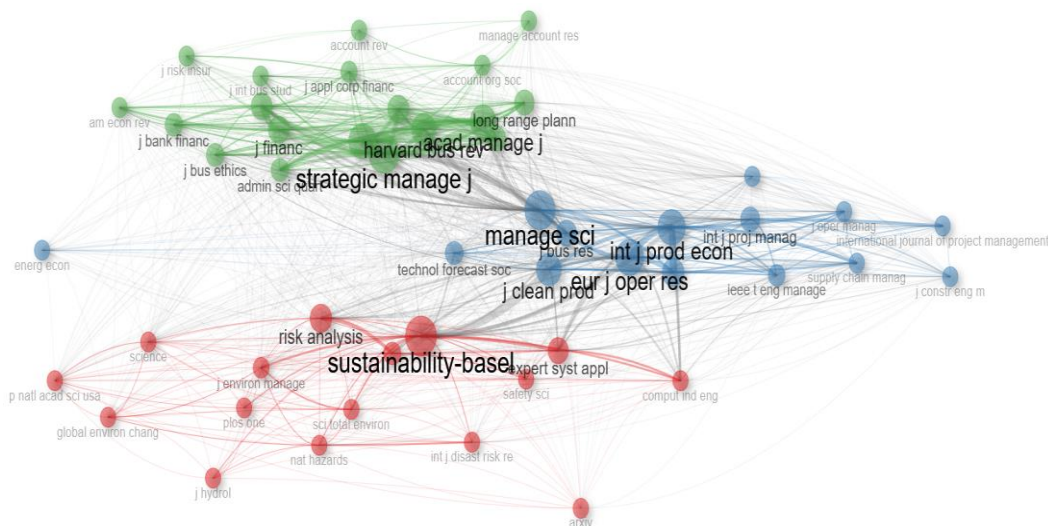 manage account res
account rev
j risk insur
account org soc
j int bus stud
j appl corp financ
am econ rev
long range plann
j bank financ
acad manage j
j financ
harvard bus rev
j bus ethics
strategic manage j
admin sci quart
j oper manag
manage sci
int j proj manag
international journal of project management
j bus res
int j prod econ
energ econ
technol forecast soc
supply chain manag
eur j oper res
ieee t eng manage
j clean prod
j constr eng m
risk analysis
science
sustainability-basel
expert syst appl
j environ manage
p natl acad sci usa
safety sci
comput ind eng
plos one
sci total environ
global environ chang
nat hazards
int j disast risk re
j hydrol
arxiv